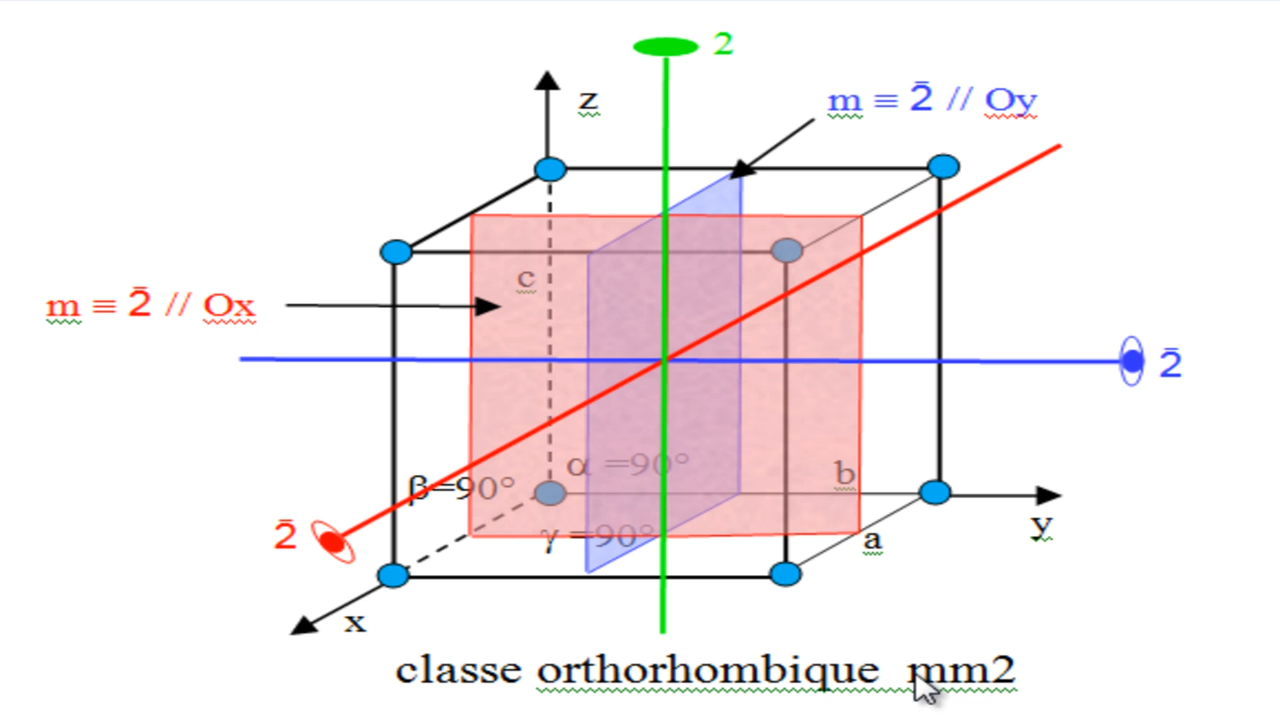 2
z
m ≡ 2̄ // Oy
c
m ≡ 2̄ // Ox
2̄
α =90°
b
β=90°
2̄
γ =90°
a
y
x
classe orthorhombique mm2